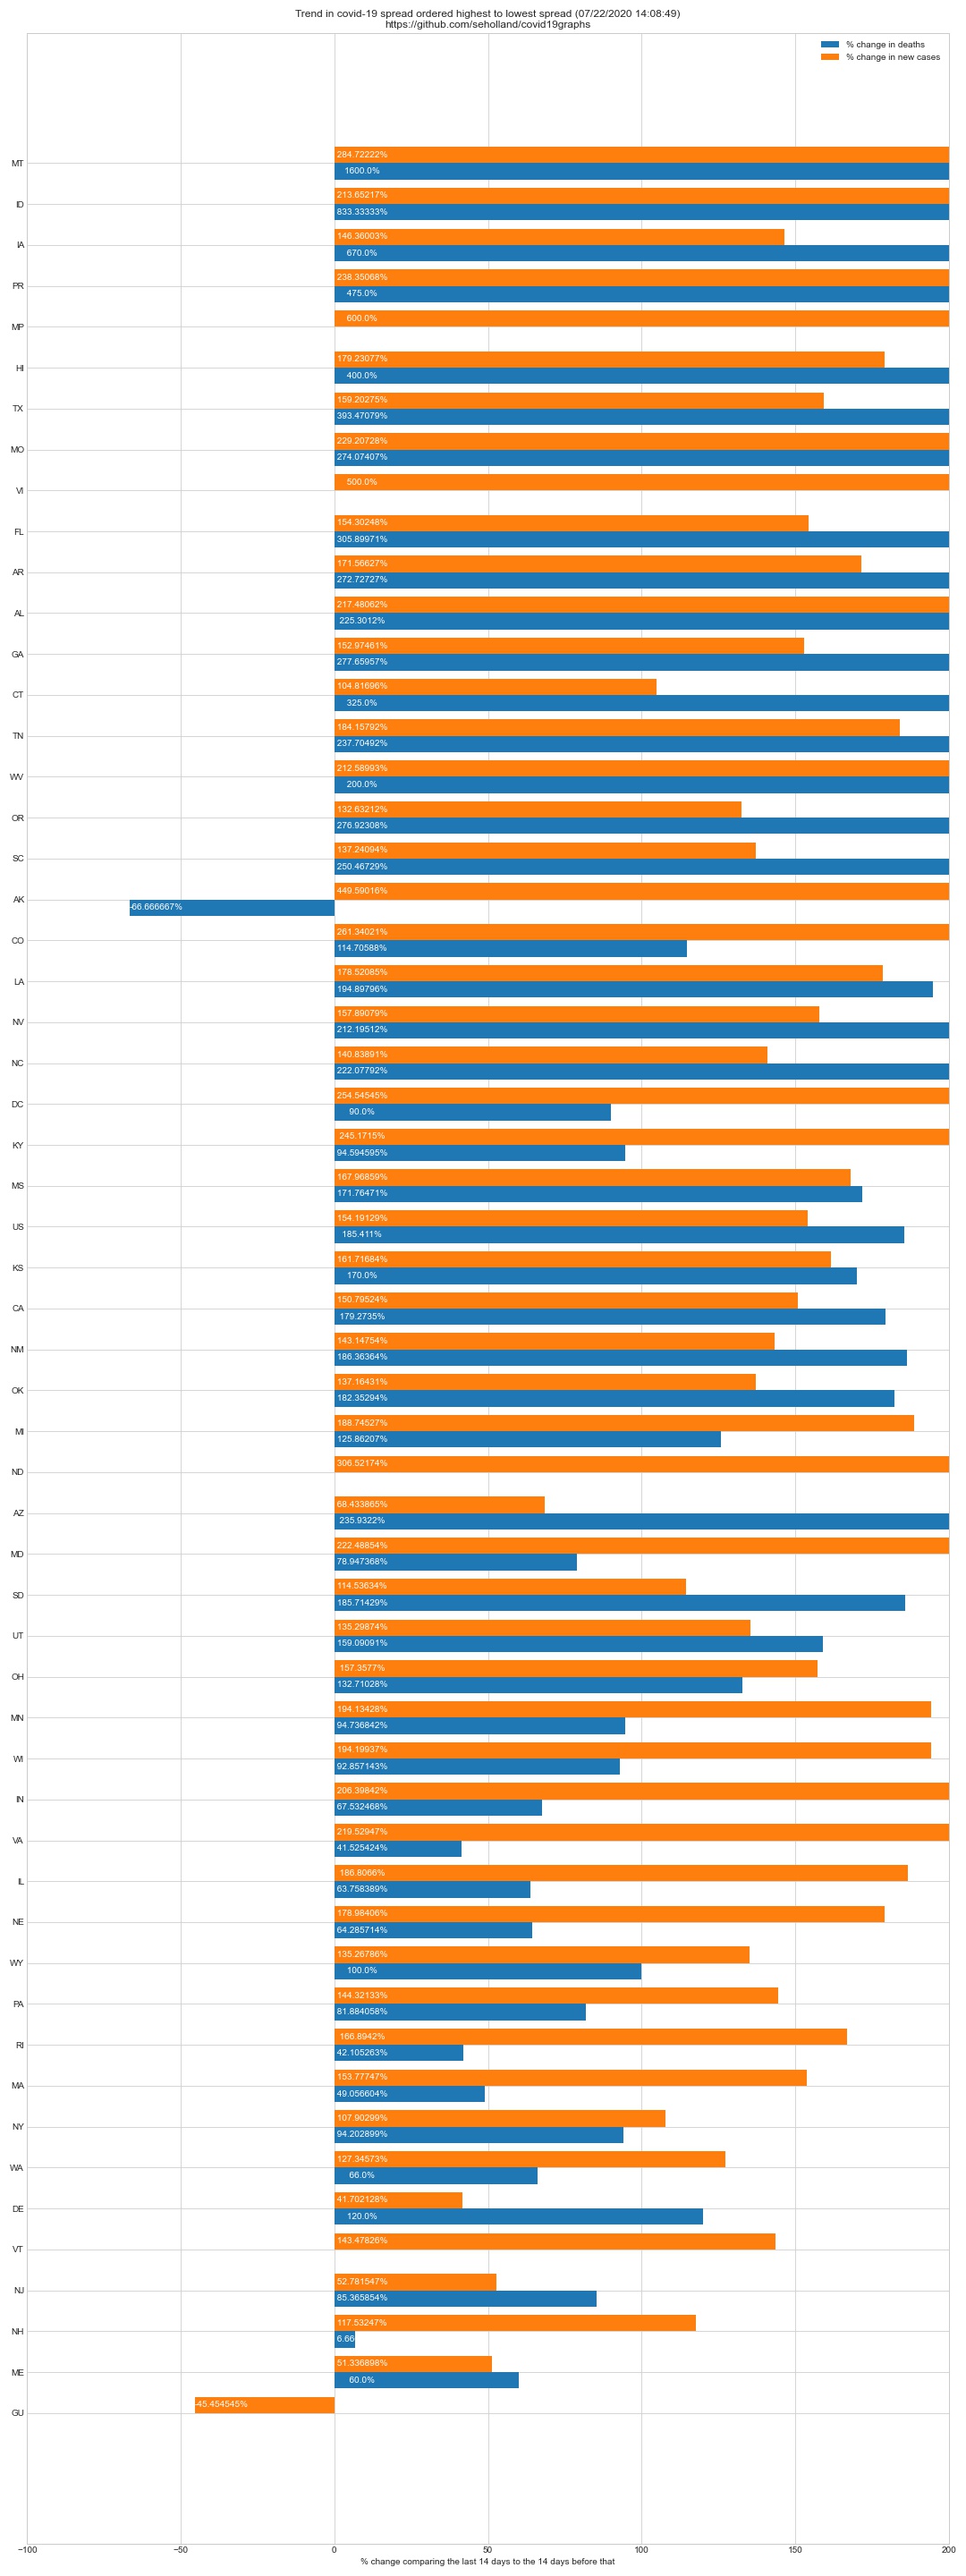 Trend in covid-19 spread ordered highest to lowest spread (07/22/2020 14:08:49)
https://github.com/seholland/covid19graphs
% change in deaths
% change in new cases
284.72222%
MT
1600.0%
213.65217%
ID
833.33333%
146.36003%
IA
670.0%
238.35068%
PR
475.0%
600.0%
MP
179.23077%
HI
400.0%
159.20275%
TX
393.47079%
229.20728%
MO
274.07407%
500.0%
VI
154.30248%
FL
305.89971%
171.56627%
AR
272.72727%
217.48062%
AL
225.3012%
152.97461%
GA
277.65957%
104.81696%
CT
325.0%
184.15792%
TN
237.70492%
212.58993%
WV
200.0%
132.63212%
OR
276.92308%
137.24094%
SC
250.46729%
449.59016%
AK
-66.666667%
261.34021%
CO
114.70588%
178.52085%
LA
194.89796%
157.89079%
NV
212.19512%
140.83891%
NC
222.07792%
254.54545%
DC
90.0%
245.1715%
KY
94.594595%
167.96859%
MS
171.76471%
154.19129%
US
185.411%
161.71684%
KS
170.0%
150.79524%
CA
179.2735%
143.14754%
NM
186.36364%
137.16431%
OK
182.35294%
188.74527%
MI
125.86207%
306.52174%
ND
68.433865%
AZ
235.9322%
222.48854%
MD
78.947368%
114.53634%
SD
185.71429%
135.29874%
UT
159.09091%
157.3577%
OH
132.71028%
194.13428%
MN
94.736842%
194.19937%
WI
92.857143%
206.39842%
IN
67.532468%
219.52947%
VA
41.525424%
186.8066%
IL
63.758389%
178.98406%
NE
64.285714%
135.26786%
WY
100.0%
144.32133%
PA
81.884058%
166.8942%
RI
42.105263%
153.77747%
MA
49.056604%
107.90299%
NY
94.202899%
127.34573%
WA
66.0%
41.702128%
DE
120.0%
143.47826%
VT
52.781547%
NJ
85.365854%
117.53247%
NH
6.66
51.336898%
ME
60.0%
-45.454545%
GU
−100 −50 0 50 100 150 200
% change comparing the last 14 days to the 14 days before that